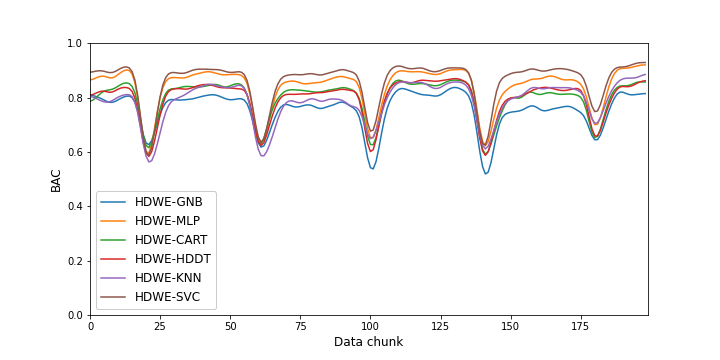 1.0
0.8
0.6
0.4
0.2
0.0
BAC
HDWE-GNB
HDWE-MLP
HDWE-CART
HDWE-HDDT
HDWE-KNN
HDWE-SVC
0 25 50 75 100 125 150 175
Data chunk